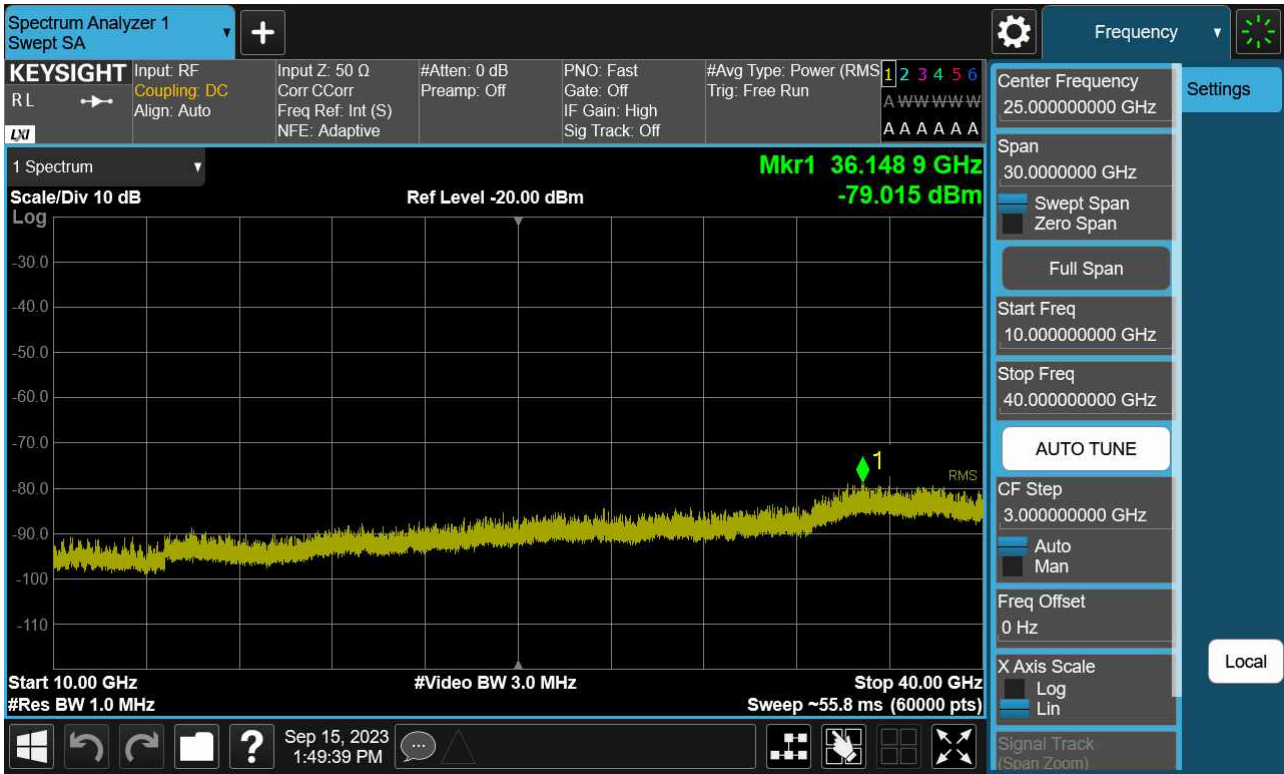 Spectrum Analyzer 1
Swept SA
+
Frequency
KEYSIGHT
RL
LXI
Input: RF
Coupling: DC
Align: Auto
Input Z: 50 Ω
Corr CCorr
Freq Ref: Int (S)
NFE: Adaptive
#Atten: 0 dB
Preamp: Off
PNO: Fast
Gate: Off
IF Gain: High
Sig Track: Off
#Avg Type: Power (RMS
Trig: Free Run
1 2 3 4 5 6
A W W W W W
A A A A A A
1 Spectrum
Mkr1 36.148 9 GHz
-79.015 dBm
Scale/Div 10 dB
Ref Level -20.00 dBm
Log
-30.0
-40.0
-50.0
-60.0
-70.0
-80.0
-90.0
-100
-110
1
RMS
Start 10.00 GHz
#Video BW 3.0 MHz
Stop 40.00 GHz
#Res BW 1.0 MHz
Sweep ~55.8 ms (60000 pts)
Center Frequency
25.000000000 GHz
Span
30.0000000 GHz
Swept Span
Zero Span
Full Span
Start Freq
10.000000000 GHz
Stop Freq
40.000000000 GHz
AUTO TUNE
CF Step
3.000000000 GHz
Auto
Man
Freq Offset
0 Hz
X Axis Scale
Log
Lin
Signal Track
(Span Zoom)
Settings
Local
?
Sep 15, 2023
1:49:39 PM